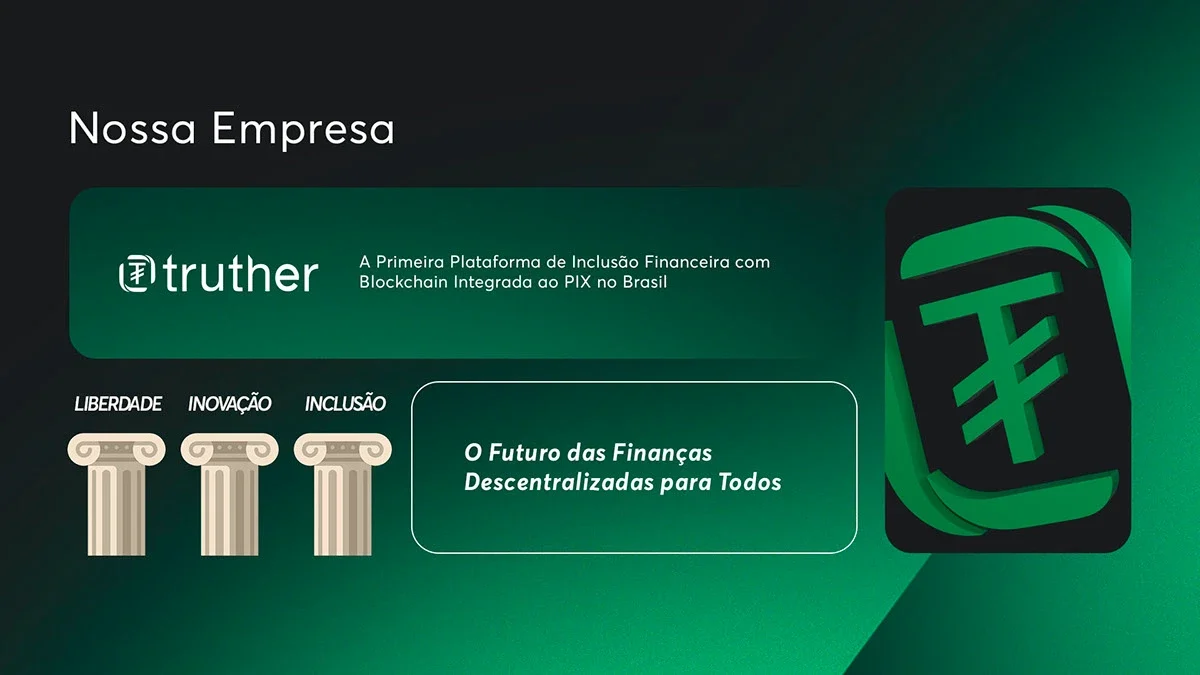 Nossa Empresa
truther
A Primeira Plataforma de Inclusão Financeira com
Blockchain Integrada ao PIX no Brasil
LIBERDADE INOVAÇÃO INCLUSÃO
O Futuro das Finanças
Descentralizadas para Todos